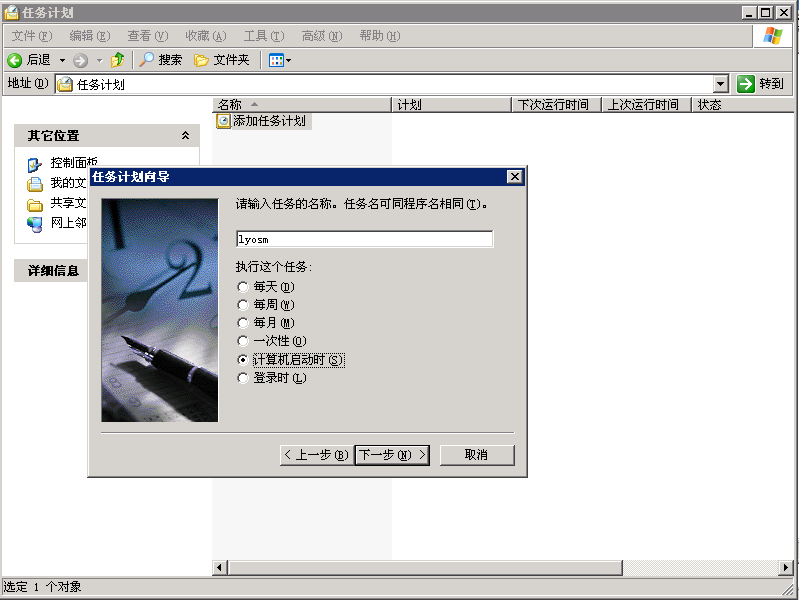 任务计划
文件(F) 编辑(E) 查看(V) 收藏(A) 工具(T) 高级(N) 帮助(H)
后退 搜索 文件夹
地址(D) 任务计划 转到
名称 计划 下次运行时间 上次运行时间 状态
添加任务计划
其它位置
控制面板
我的文
共享文
网上邻
详细信息
任务计划向导
请输入任务的名称。任务名可同程序名相同(T)。
lyosm
执行这个任务:
每天(D)
每周(W)
每月(M)
一次性(O)
计算机启动时(S)
登录时(L)
< 上一步(B) 下一步(N) > 取消
选定 1 个对象